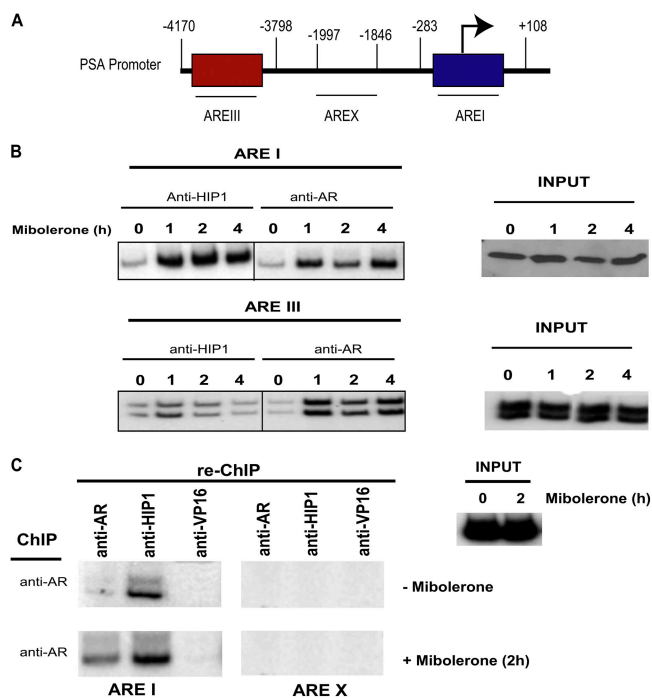 A
-4170 -3798 -1997 -1846 -283 +108
PSA Promoter
AREIII AREX AREI
B
ARE I
Anti-HIP1 anti-AR INPUT
Mibolerone (h) 0 1 2 4 0 1 2 4 0 1 2 4
ARE III
anti-HIP1 anti-AR INPUT
0 1 2 4 0 1 2 4 0 1 2 4
C
re-ChIP INPUT
0 2 Mibolerone (h)
ChIP anti-AR anti-HIP1 anti-VP16 anti-AR anti-HIP1 anti-VP16
anti-AR - Mibolerone
anti-AR + Mibolerone (2h)
ARE I ARE X